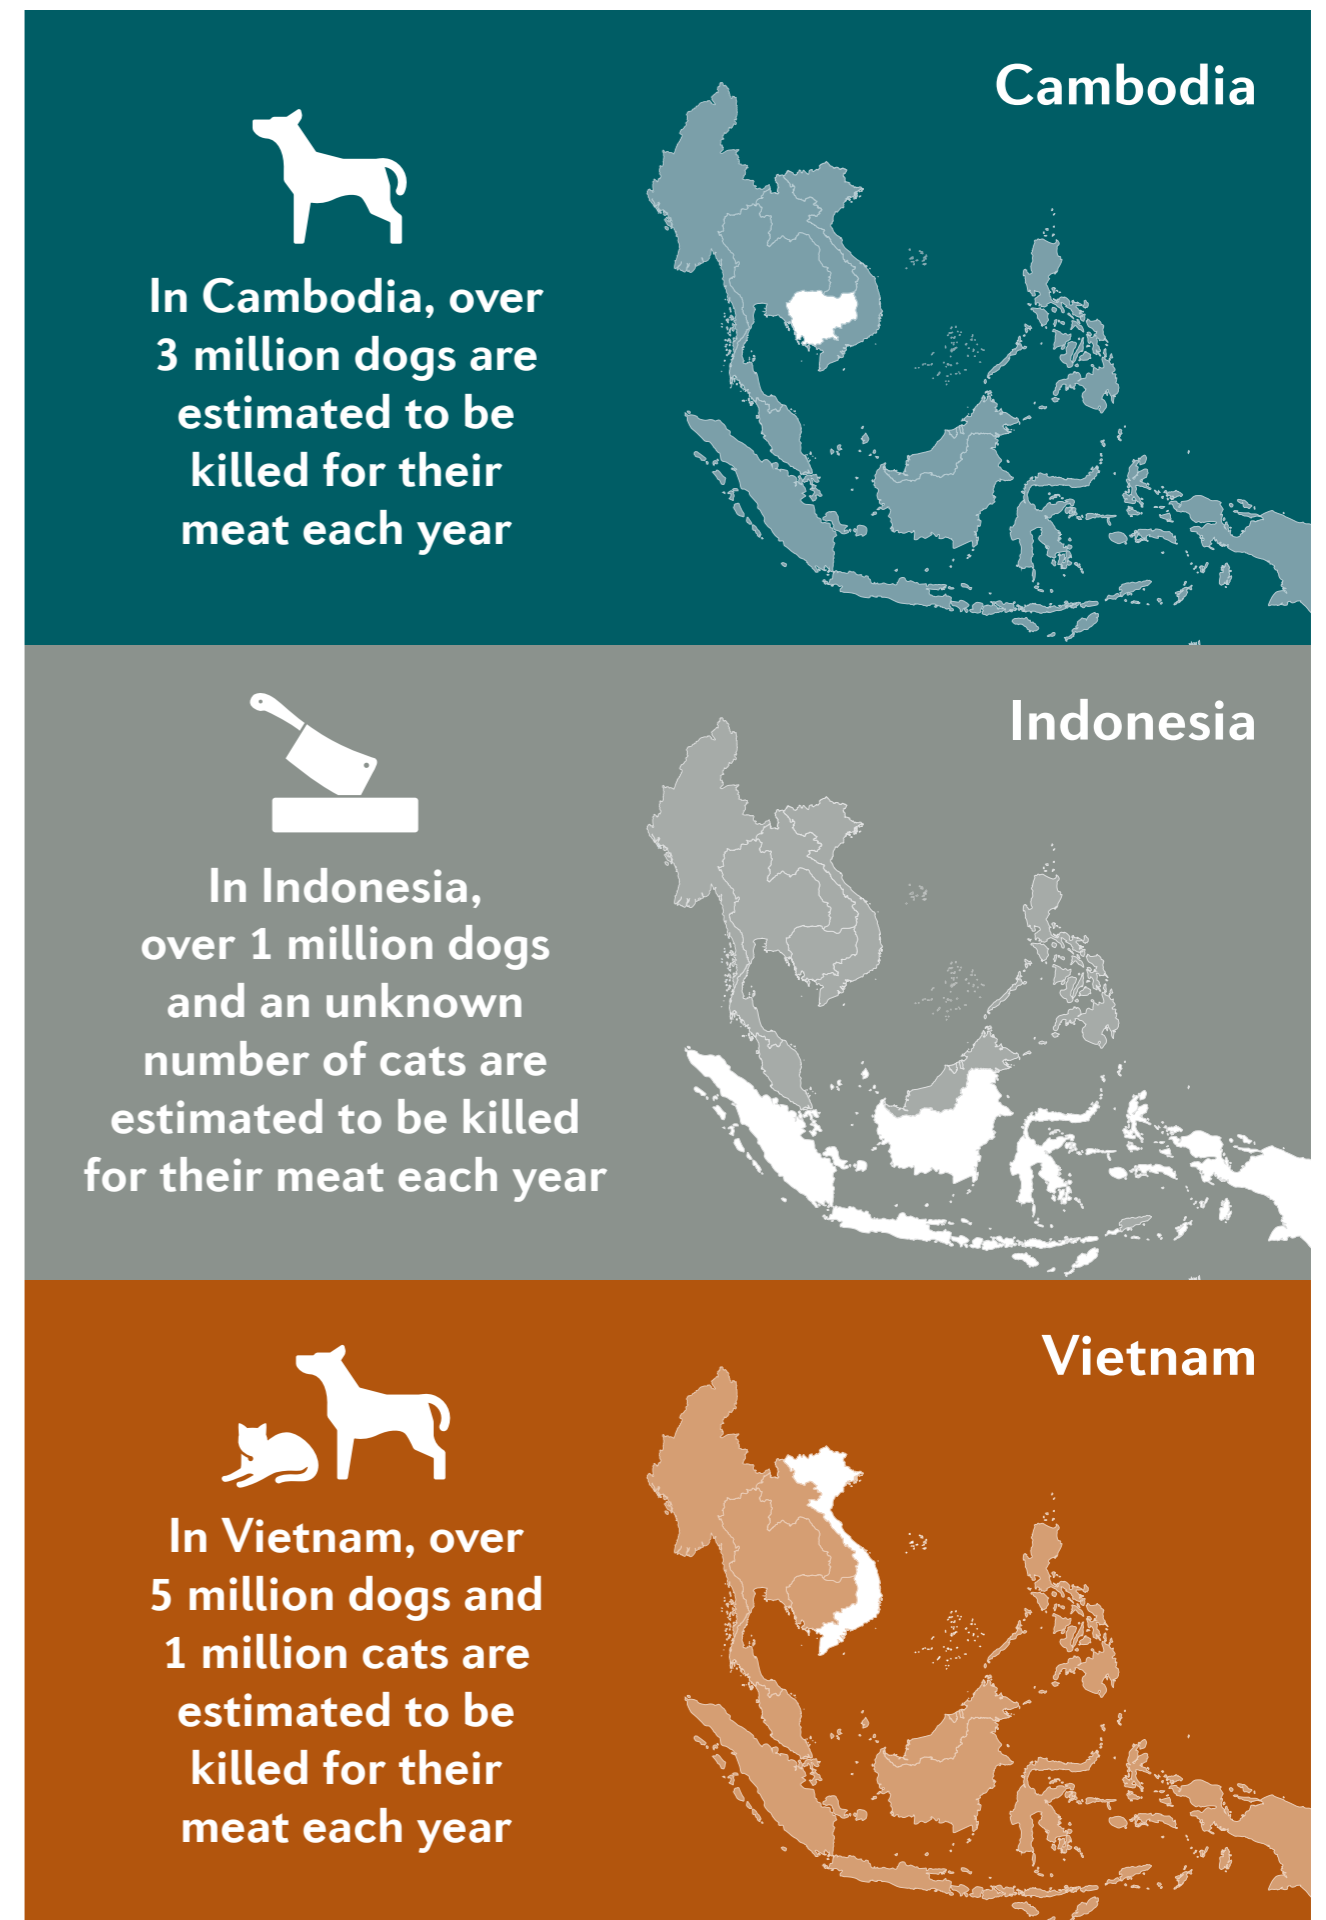 Cambodia
In Cambodia, over
3 million dogs are
estimated to be
killed for their
meat each year
Indonesia
In Indonesia,
over 1 million dogs
and an unknown
number of cats are
estimated to be killed
for their meat each year
Vietnam
In Vietnam, over
5 million dogs and
1 million cats are
estimated to be
killed for their
meat each year